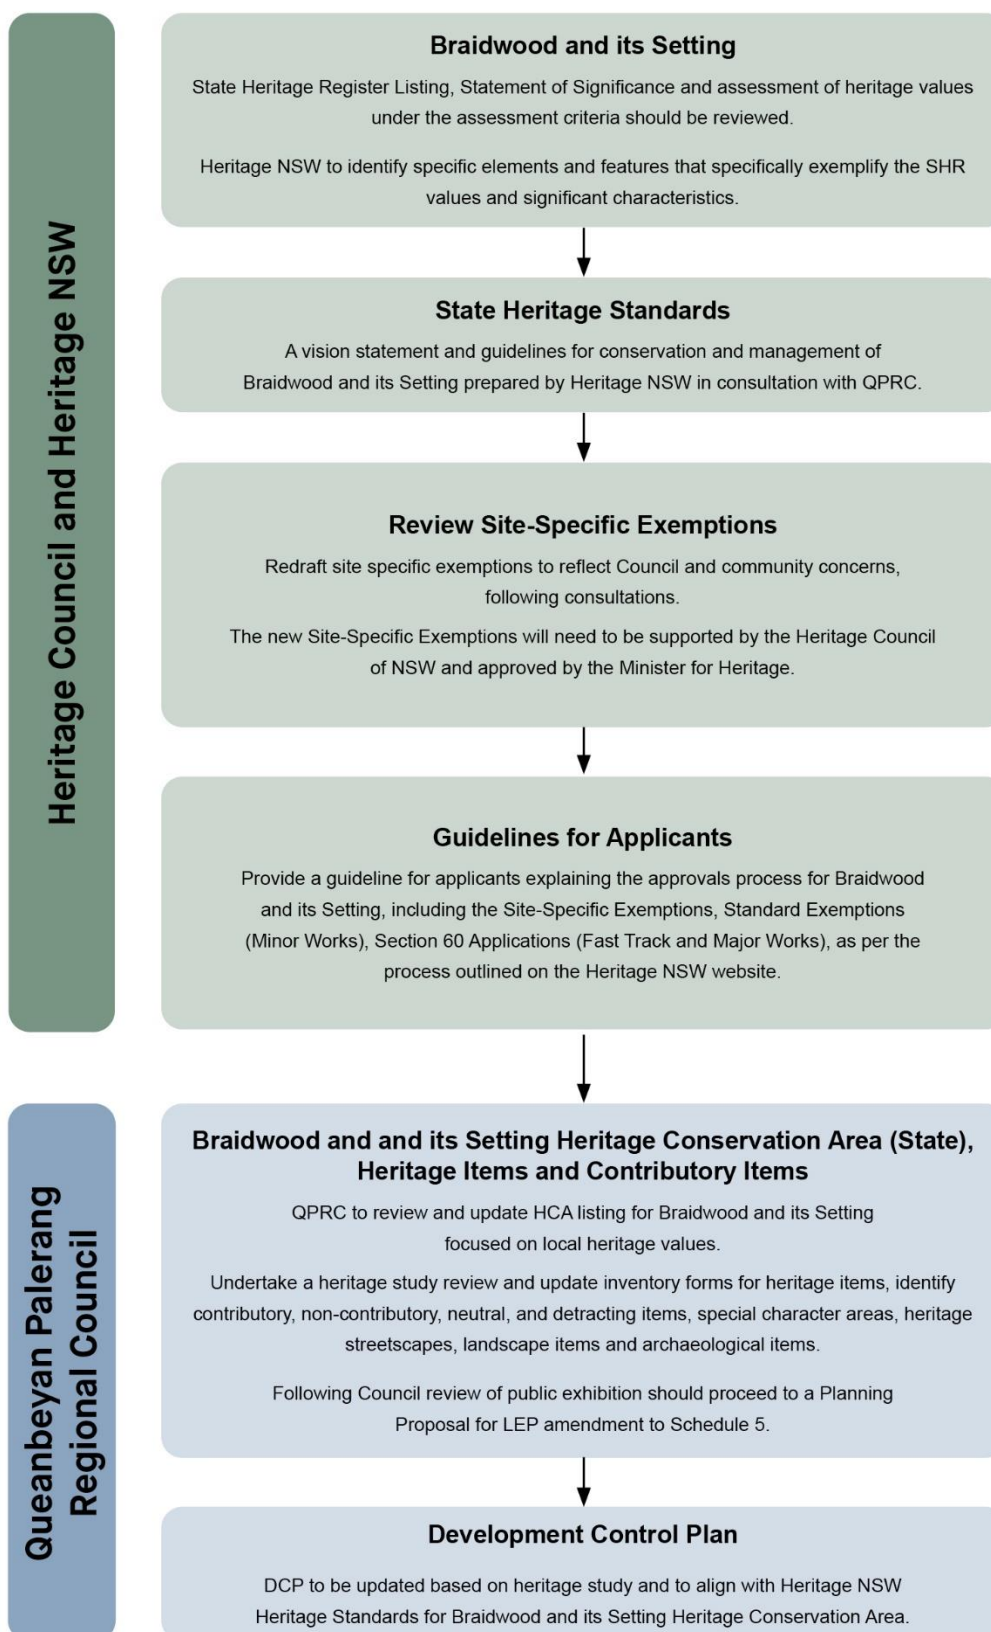 Heritage Council and Heritage NSW
Braidwood and its Setting
State Heritage Register Listing, Statement of Significance and assessment of heritage values
under the assessment criteria should be reviewed.
Heritage NSW to identify specific elements and features that specifically exemplify the SHR
values and significant characteristics.
State Heritage Standards
A vision statement and guidelines for conservation and management of
Braidwood and its Setting prepared by Heritage NSW in consultation with QPRC.
Review Site-Specific Exemptions
Redraft site specific exemptions to reflect Council and community concerns,
following consultations.
The new Site-Specific Exemptions will need to be supported by the Heritage Council
of NSW and approved by the Minister for Heritage.
Guidelines for Applicants
Provide a guideline for applicants explaining the approvals process for Braidwood
and its Setting, including the Site-Specific Exemptions, Standard Exemptions
(Minor Works), Section 60 Applications (Fast Track and Major Works), as per the
process outlined on the Heritage NSW website.
Queanbeyan Palerang
Regional Council
Braidwood and and its Setting Heritage Conservation Area (State),
Heritage Items and Contributory Items
QPRC to review and update HCA listing for Braidwood and its Setting
focused on local heritage values.
Undertake a heritage study review and update inventory forms for heritage items, identify
contributory, non-contributory, neutral, and detracting items, special character areas, heritage
streetscapes, landscape items and archaeological items.
Following Council review of public exhibition should proceed to a Planning
Proposal for LEP amendment to Schedule 5.
Development Control Plan
DCP to be updated based on heritage study and to align with Heritage NSW
Heritage Standards for Braidwood and its Setting Heritage Conservation Area.